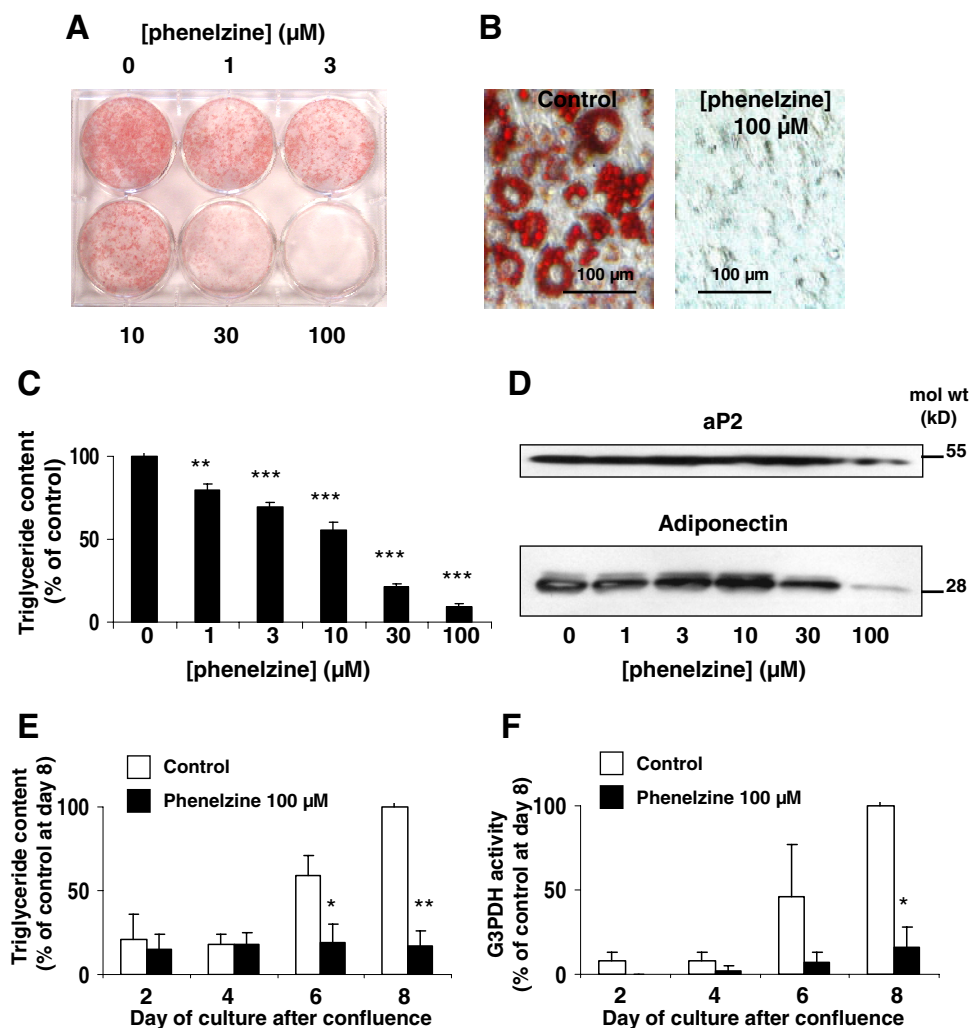 A
[phenelzine] (µM)
0 1 3
10 30 100
B
Control
100 µm
[phenelzine]
100 µM
100 µm
C
Triglyceride content
(% of control)
100
50
0
** *** *** *** ***
0 1 3 10 30 100
[phenelzine] (µM)
D
mol wt
(kD)
aP2
55
Adiponectin
28
0 1 3 10 30 100
[phenelzine] (µM)
E
Triglyceride content
(% of control at day 8)
Control
Phenelzine 100 µM
100
50
0
* **
2 4 6 8
Day of culture after confluence
F
G3PDH activity
(% of control at day 8)
Control
Phenelzine 100 µM
100
50
0
*
2 4 6 8
Day of culture after confluence